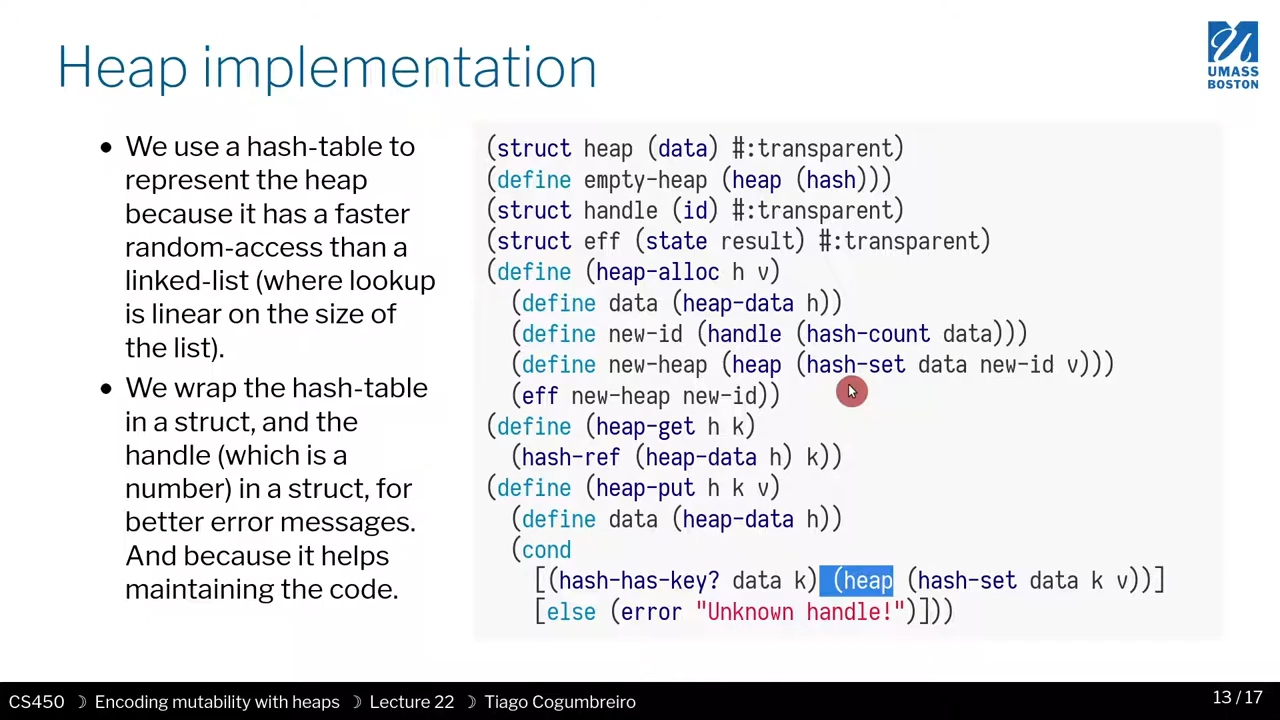 Heap implementation
UMASS
BOSTON
• We use a hash-table to
represent the heap
because it has a faster
random-access than a
linked-list (where lookup
is linear on the size of
the list).
• We wrap the hash-table
in a struct, and the
handle (which is a
number) in a struct, for
better error messages.
And because it helps
maintaining the code.
(struct heap (data) #:transparent)
(define empty-heap (heap (hash)))
(struct handle (id) #:transparent)
(struct eff (state result) #:transparent)
(define (heap-alloc h v)
  (define data (heap-data h))
  (define new-id (handle (hash-count data)))
  (define new-heap (heap (hash-set data new-id v)))
  (eff new-heap new-id))
(define (heap-get h k)
  (hash-ref (heap-data h) k))
(define (heap-put h k v)
  (define data (heap-data h))
  (cond
    [(hash-has-key? data k) (heap (hash-set data k v))]
    [else (error "Unknown handle!")]))
CS450 ☽ Encoding mutability with heaps ☽ Lecture 22 ☽ Tiago Cogumbreiro
13 / 17